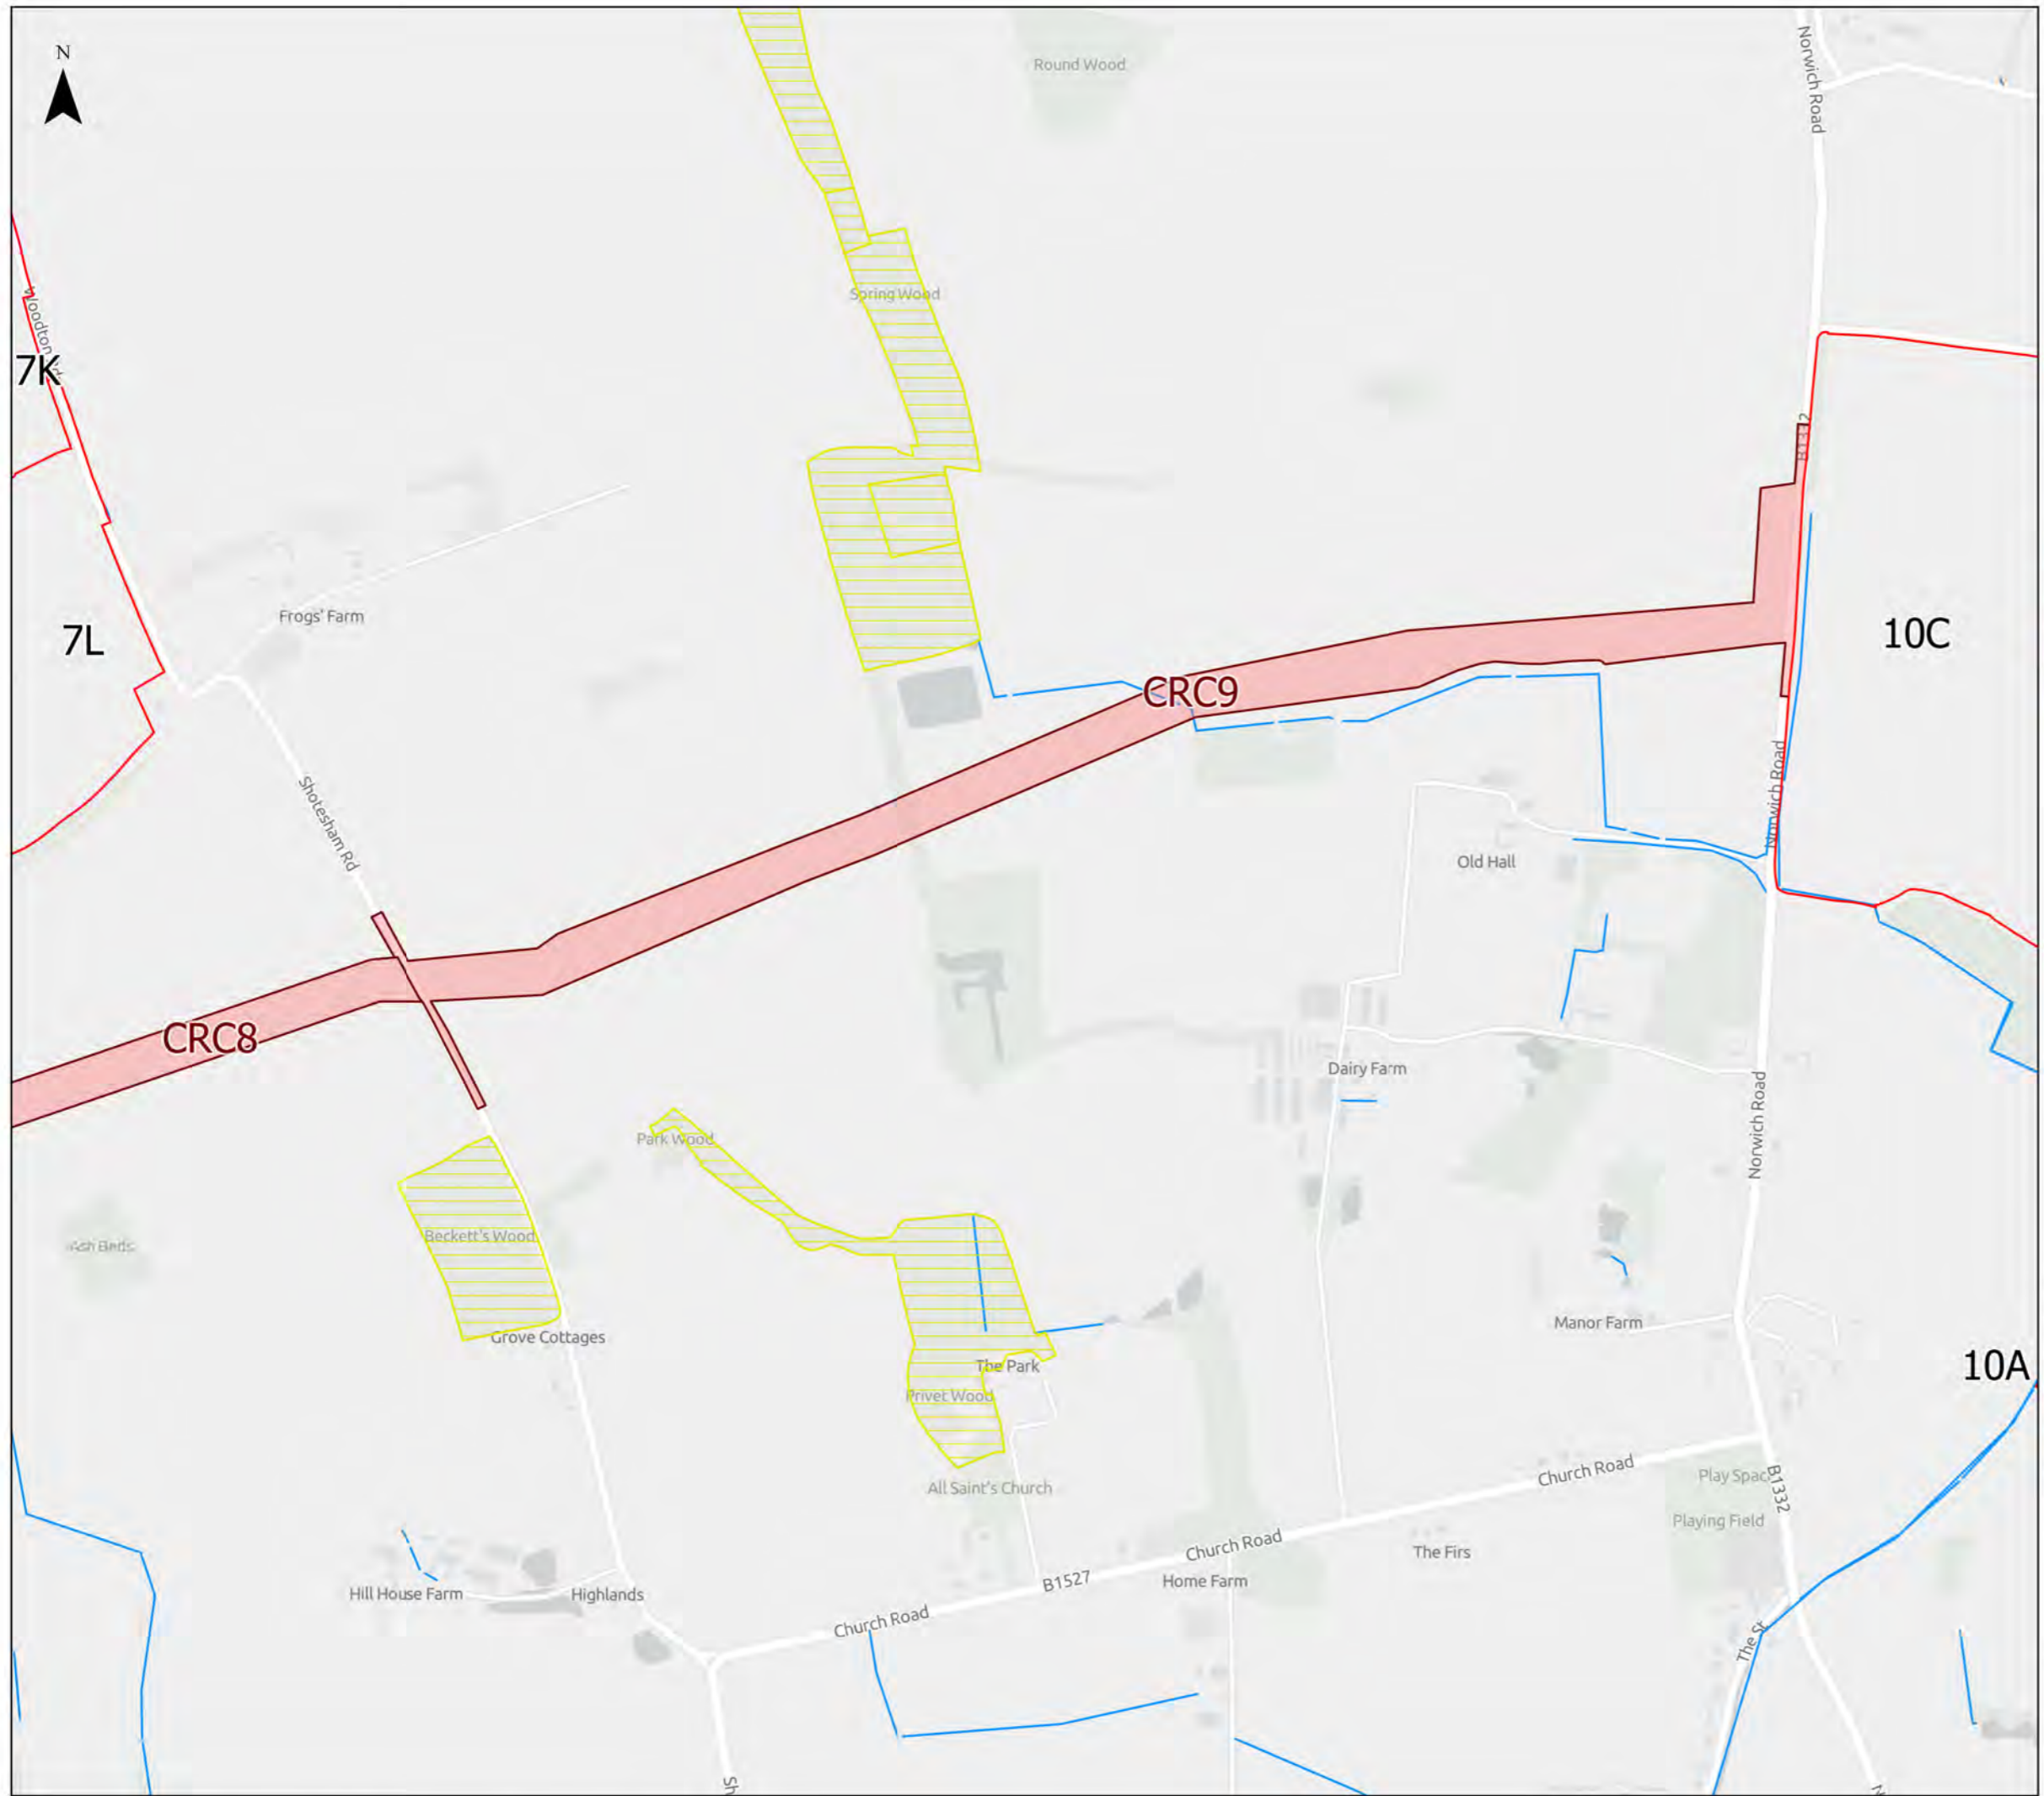 N
Round Wood
Norwich Road
Spring Wood
7K
B1332
7L
Frogs' Farm
10C
CRC9
Shotesham Rd
Norwich Road
Old Hall
CRC8
Dairy Farm
Norwich Road
Park Wood
Beckett's Wood
Ash Beds
Grove Cottages
Manor Farm
The Park
10A
Privet Wood
Church Road
Play Spac
B1332
All Saint's Church
Playing Field
Church Road
The Firs
B1527
Home Farm
Hill House Farm
Highlands
Church Road
The St
Sh
N